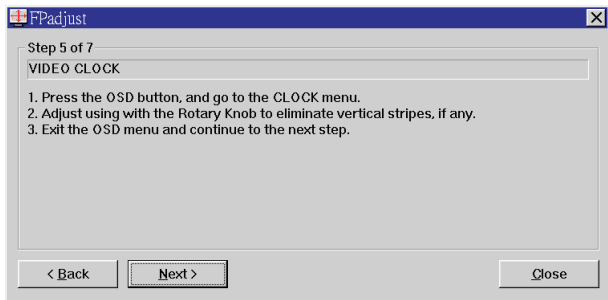 FPadjust
Step 5 of 7
VIDEO CLOCK
1. Press the OSD button, and go to the CLOCK menu.
2. Adjust using with the Rotary Knob to eliminate vertical stripes, if any.
3. Exit the OSD menu and continue to the next step.
< Back Next > Close